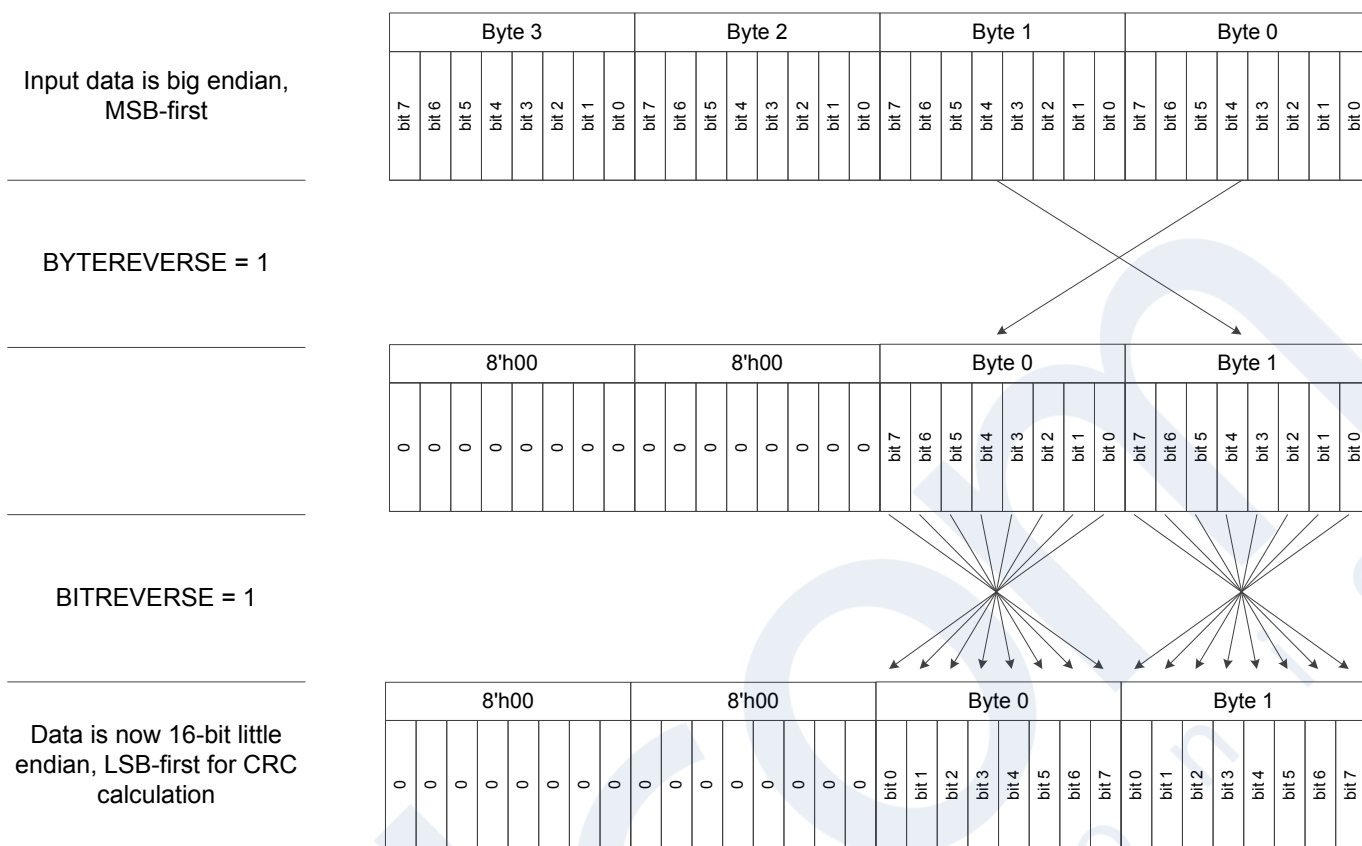 Byte 3 Byte 2 Byte 1 Byte 0
Input data is big endian,
MSB-first
bit 7 bit 6 bit 5 bit 4 bit 3 bit 2 bit 1 bit 0 bit 7 bit 6 bit 5 bit 4 bit 3 bit 2 bit 1 bit 0 bit 7 bit 6 bit 5 bit 4 bit 3 bit 2 bit 1 bit 0 bit 7 bit 6 bit 5 bit 4 bit 3 bit 2 bit 1 bit 0
BYTEREVERSE = 1
8'h00 8'h00 Byte 0 Byte 1
0 0 0 0 0 0 0 0 0 0 0 0 0 0 0 0 bit 7 bit 6 bit 5 bit 4 bit 3 bit 2 bit 1 bit 0 bit 7 bit 6 bit 5 bit 4 bit 3 bit 2 bit 1 bit 0
BITREVERSE = 1
8'h00 8'h00 Byte 0 Byte 1
Data is now 16-bit little
endian, LSB-first for CRC
calculation
0 0 0 0 0 0 0 0 0 0 0 0 0 0 0 0 bit 0 bit 1 bit 2 bit 3 bit 4 bit 5 bit 6 bit 7 bit 0 bit 1 bit 2 bit 3 bit 4 bit 5 bit 6 bit 7